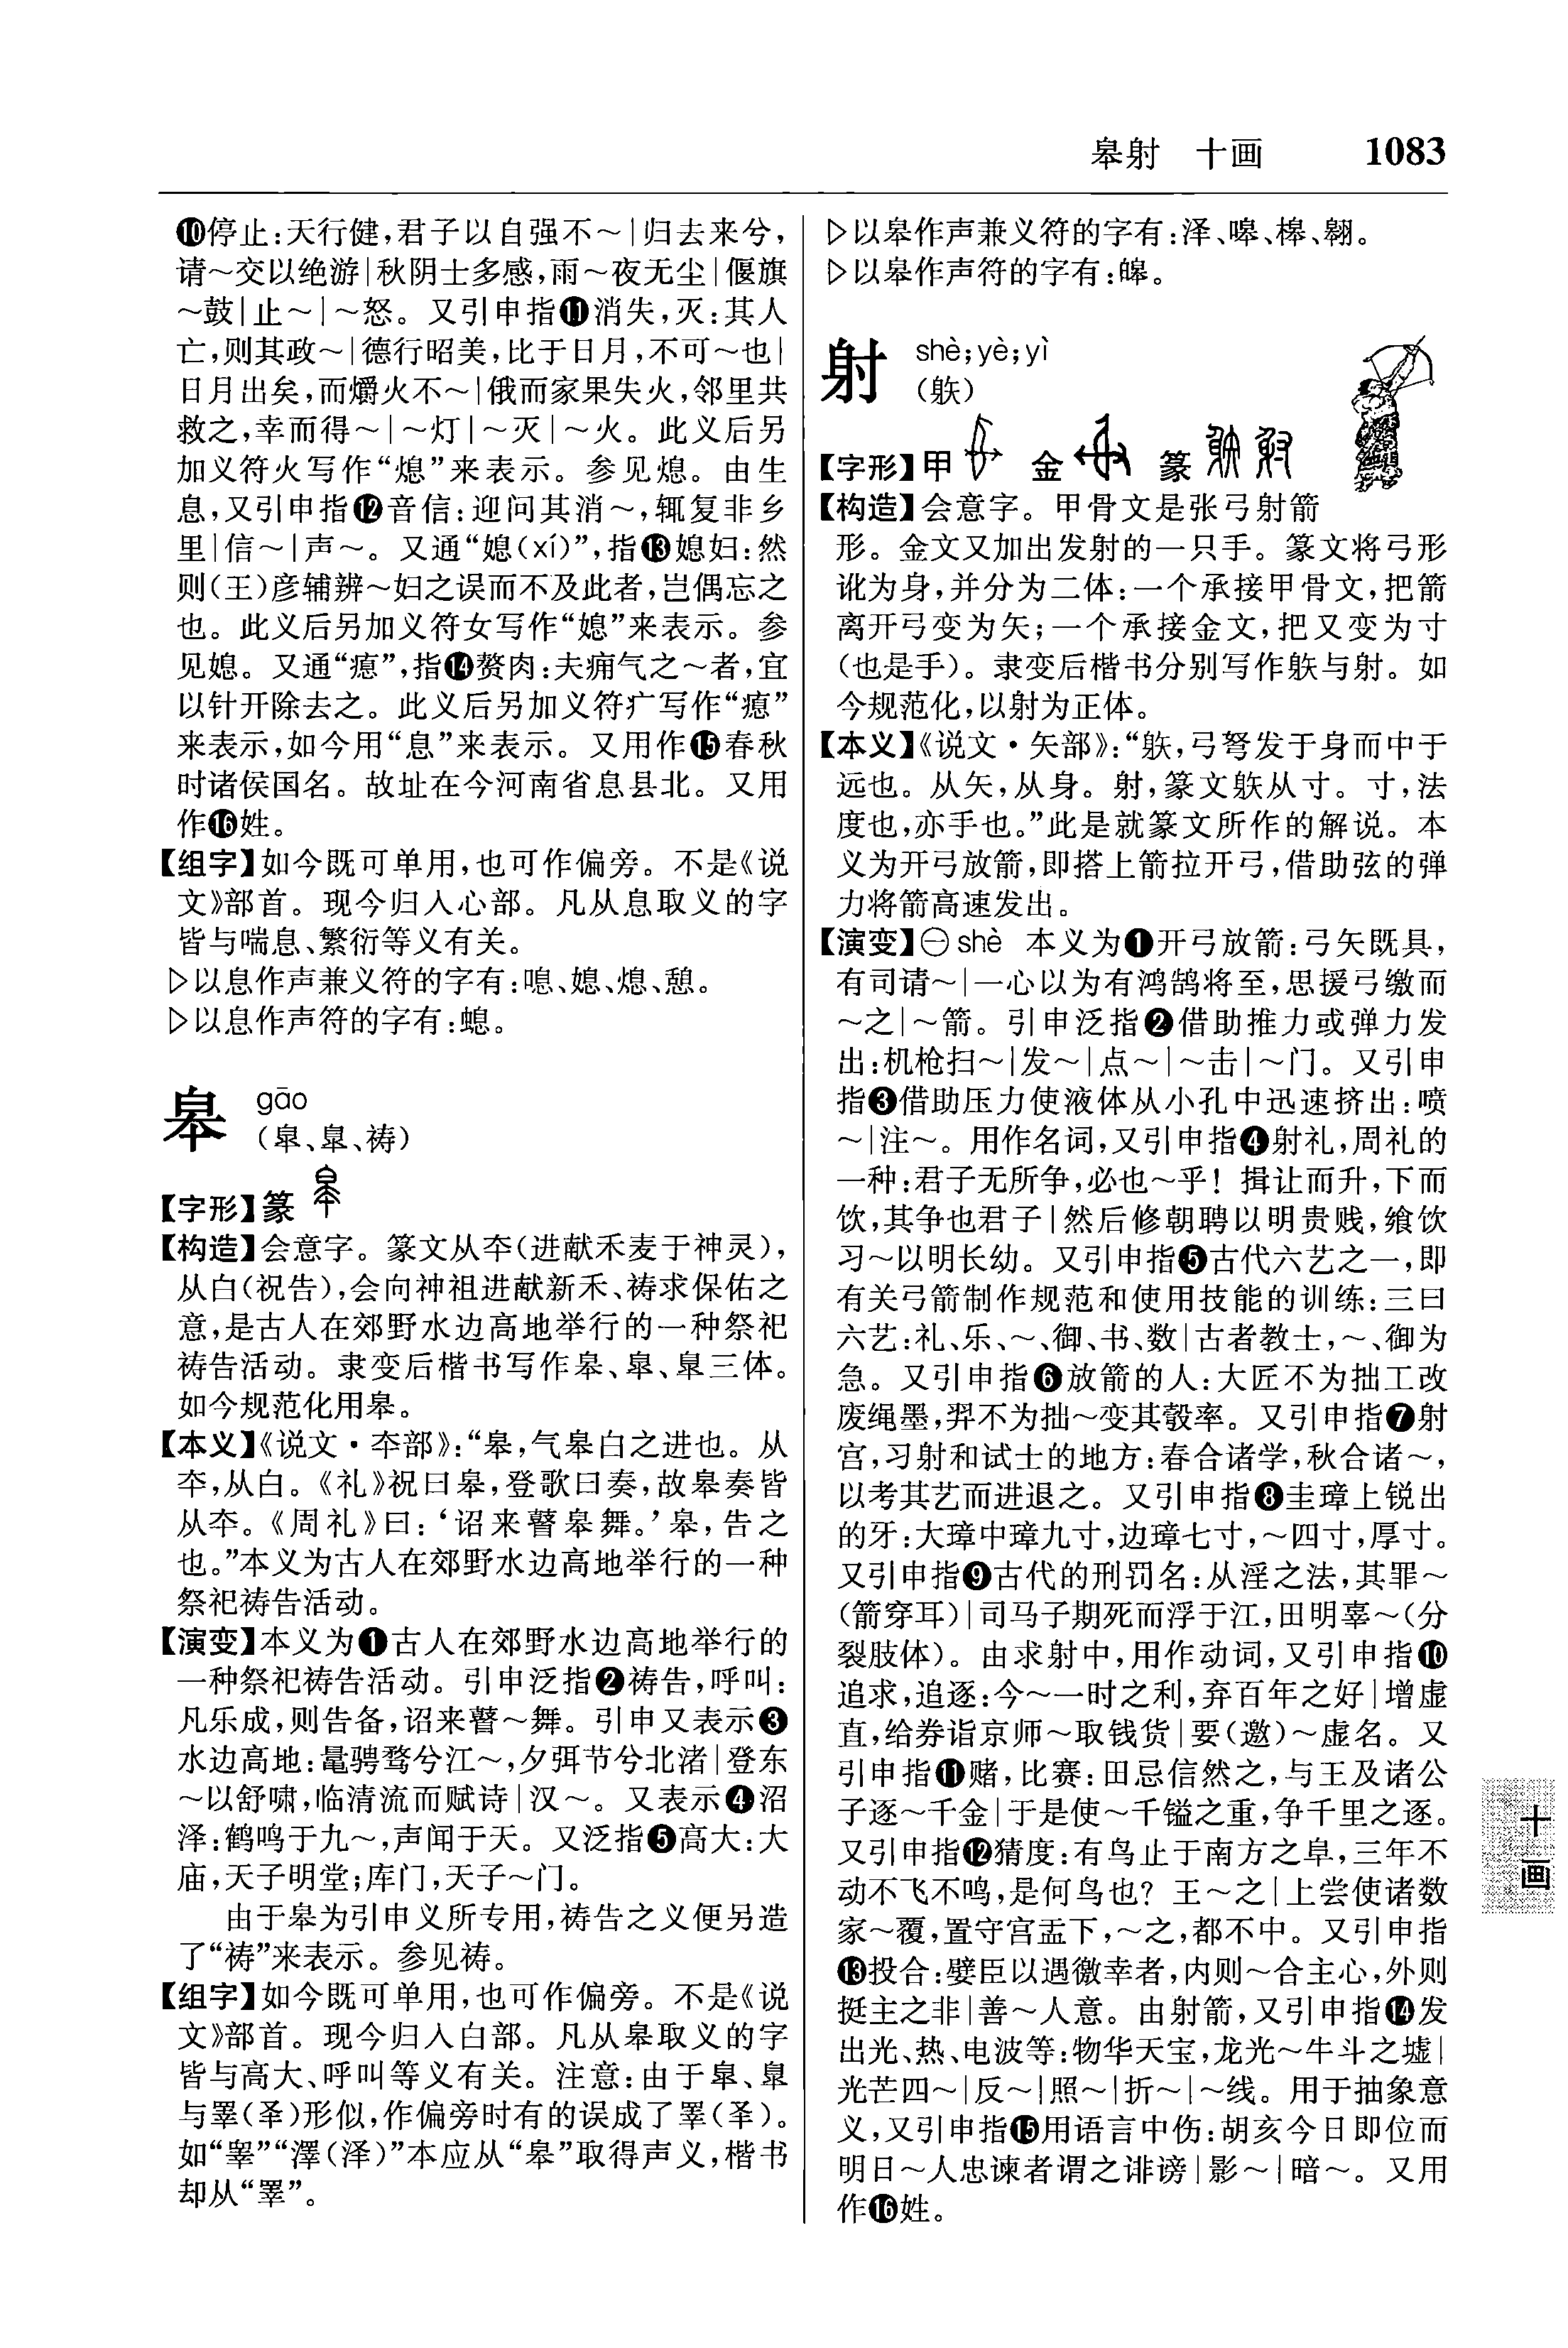 皋射 十画 1083
❿停止:天行健,君子以自强不～|归去来兮,
请～交以绝游|秋阴士多感,雨～夜无尘|偃旗
～鼓|止～|～怒。又引申指⓫消失,灭:其人
亡,则其政～|德行昭美,比于日月,不可～也|
日月出矣,而爝火不～|俄而家果失火,邻里共
救之,幸而得～|～灯|～灭|～火。此义后另
加义符火写作“熄”来表示。参见熄。由生
息,又引申指⓬音信:迎问其消～,辄复非乡
里|信～|声～。又通“媳(xí)”,指⓭媳妇:然
则(王)彦辅辨～妇之误而不及此者,岂偶忘之
也。此义后另加义符女写作“媳”来表示。参
见媳。又通“瘜”,指⓮赘肉:夫痈气之～者,宜
以针开除去之。此义后另加义符疒写作“瘜”
来表示,如今用“息”来表示。又用作⓯春秋
时诸侯国名。故址在今河南省息县北。又用
作⓰姓。
【组字】如今既可单用,也可作偏旁。不是《说
文》部首。现今归入心部。凡从息取义的字
皆与喘息、繁衍等义有关。
▷以息作声兼义符的字有:嘷、媳、熄、憩。
▷以息作声符的字有:螅。
皋 gāo
(臯、皐、祷)
【字形】篆
【构造】会意字。篆文从夲(进献禾麦于神灵),
从白(祝告),会向神祖进献新禾、祷求保佑之
意,是古人在郊野水边高地举行的一种祭祀
祷告活动。隶变后楷书写作皋、臯、皐三体。
如今规范化用皋。
【本义】《说文·夲部》:“皋,气皋白之进也。从
夲,从白。《礼》祝曰皋,登歌曰奏,故皋奏皆
从夲。《周礼》曰:‘诏来瞽皋舞。’皋,告之
也。”本义为古人在郊野水边高地举行的一种
祭祀祷告活动。
【演变】本义为❶古人在郊野水边高地举行的
一种祭祀祷告活动。引申泛指❷祷告,呼叫:
凡乐成,则告备,诏来瞽～舞。引申又表示❸
水边高地:鼌骋骛兮江～,夕弭节兮北渚|登东
～以舒啸,临清流而赋诗|汉～。又表示❹沼
泽:鹤鸣于九～,声闻于天。又泛指❺高大:大
庙,天子明堂;库门,天子～门。
由于皋为引申义所专用,祷告之义便另造
了“祷”来表示。参见祷。
【组字】如今既可单用,也可作偏旁。不是《说
文》部首。现今归入白部。凡从皋取义的字
皆与高大、呼叫等义有关。注意:由于臯、皐
与睪(𠬤)形似,作偏旁时有的误成了睪(𠬤)。
如“睾”“澤(泽)”本应从“皋”取得声义,楷书
却从“睪”。
▷以皋作声兼义符的字有:泽、嗥、槔、翱。
▷以皋作声符的字有:皞。
射 shè;yè;yì
(䠶)
【字形】甲 金 篆
【构造】会意字。甲骨文是张弓射箭
形。金文又加出发射的一只手。篆文将弓形
讹为身,并分为二体:一个承接甲骨文,把箭
离开弓变为矢;一个承接金文,把又变为寸
(也是手)。隶变后楷书分别写作䠶与射。如
今规范化,以射为正体。
【本义】《说文·矢部》:“䠶,弓弩发于身而中于
远也。从矢,从身。射,篆文䠶从寸。寸,法
度也,亦手也。”此是就篆文所作的解说。本
义为开弓放箭,即搭上箭拉开弓,借助弦的弹
力将箭高速发出。
【演变】㊀shè 本义为❶开弓放箭:弓矢既具,
有司请～|一心以为有鸿鹄将至,思援弓缴而
～之|～箭。引申泛指❷借助推力或弹力发
出:机枪扫～|发～|点～|～击|～门。又引申
指❸借助压力使液体从小孔中迅速挤出:喷
～|注～。用作名词,又引申指❹射礼,周礼的
一种:君子无所争,必也～乎! 揖让而升,下而
饮,其争也君子|然后修朝聘以明贵贱,飨饮
习～以明长幼。又引申指❺古代六艺之一,即
有关弓箭制作规范和使用技能的训练:三曰
六艺:礼、乐、～、御、书、数|古者教士,～、御为
急。又引申指❻放箭的人:大匠不为拙工改
废绳墨,羿不为拙～变其彀率。又引申指❼射
宫,习射和试士的地方:春合诸学,秋合诸～,
以考其艺而进退之。又引申指❽圭璋上锐出
的牙:大璋中璋九寸,边璋七寸,～四寸,厚寸。
又引申指❾古代的刑罚名:从淫之法,其罪～
(箭穿耳)|司马子期死而浮于江,田明辜～(分
裂肢体)。由求射中,用作动词,又引申指❿
追求,追逐:今～一时之利,弃百年之好|增虚
直,给券诣京师～取钱货|要(邀)～虚名。又
引申指⓫赌,比赛:田忌信然之,与王及诸公
子逐～千金|于是使～千镒之重,争千里之逐。
又引申指⓬猜度:有鸟止于南方之阜,三年不
动不飞不鸣,是何鸟也? 王～之|上尝使诸数
家～覆,置守宫盂下,～之,都不中。又引申指
⓭投合:嬖臣以遇徼幸者,内则～合主心,外则
挺主之非|善～人意。由射箭,又引申指⓮发
出光、热、电波等:物华天宝,龙光～牛斗之墟|
光芒四～|反～|照～|折～|～线。用于抽象意
义,又引申指⓯用语言中伤:胡亥今日即位而
明日～人忠谏者谓之诽谤|影～|暗～。又用
作⓰姓。
十画